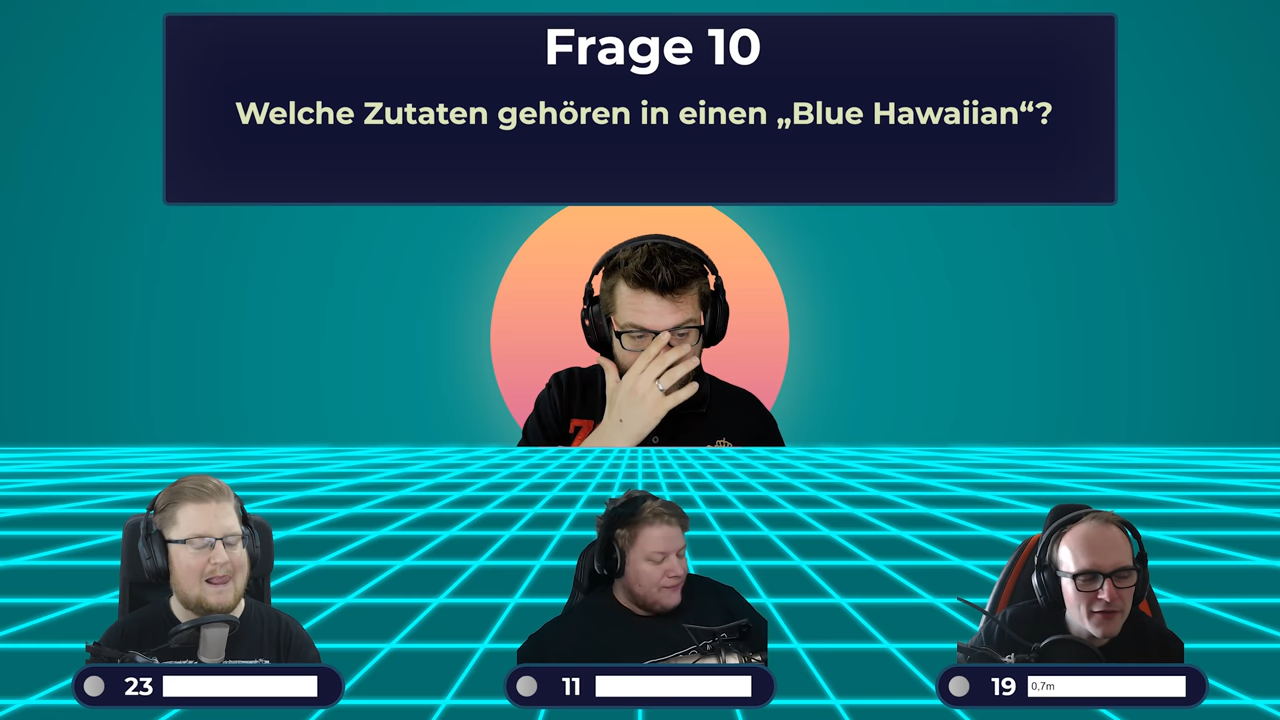 Frage 10
Welche Zutaten gehören in einen „Blue Hawaiian“?
23
11
19
0,7m